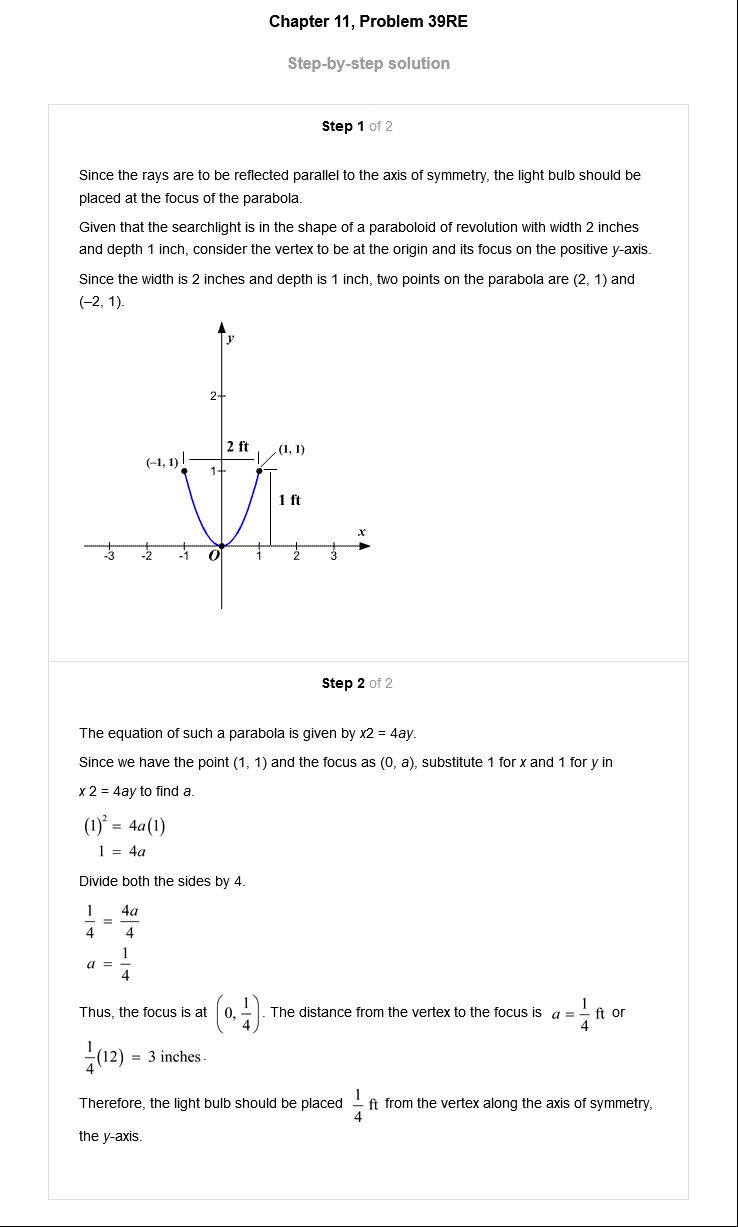 Chapter 11, Problem 39RE
Step-by-step solution
Step 1 of 2
Since the rays are to be reflected parallel to the axis of symmetry, the light bulb should be
placed at the focus of the parabola.
Given that the searchlight is in the shape of a paraboloid of revolution with width 2 inches
and depth 1 inch, consider the vertex to be at the origin and its focus on the positive y-axis.
Since the width is 2 inches and depth is 1 inch, two points on the parabola are (2, 1) and
(–2, 1).
y
2
2 ft
(1, 1)
(–1, 1)
1
1 ft
x
-3 -2 -1 O 1 2 3
Step 2 of 2
The equation of such a parabola is given by x2 = 4ay.
Since we have the point (1, 1) and the focus as (0, a), substitute 1 for x and 1 for y in
x 2 = 4ay to find a.
(1)² = 4a(1)
1 = 4a
Divide both the sides by 4.
1/4 = 4a/4
a = 1/4
Thus, the focus is at (0, 1/4). The distance from the vertex to the focus is a = 1/4 ft or
1/4(12) = 3 inches.
Therefore, the light bulb should be placed 1/4 ft from the vertex along the axis of symmetry,
the y-axis.